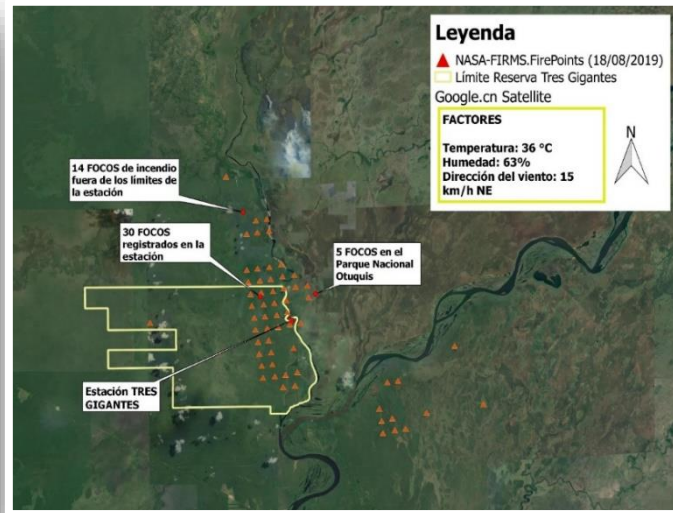 Leyenda
NASA-FIRMS.FirePoints (18/08/2019)
Límite Reserva Tres Gigantes
Google.cn Satellite
FACTORES
Temperatura: 36 °C
Humedad: 63%
Dirección del viento: 15
km/h NE
N
14 FOCOS de incendio
fuera de los límites de
la estación
30 FOCOS
registrados en la
estación
5 FOCOS en el
Parque Nacional
Otuquis
Estación TRES
GIGANTES